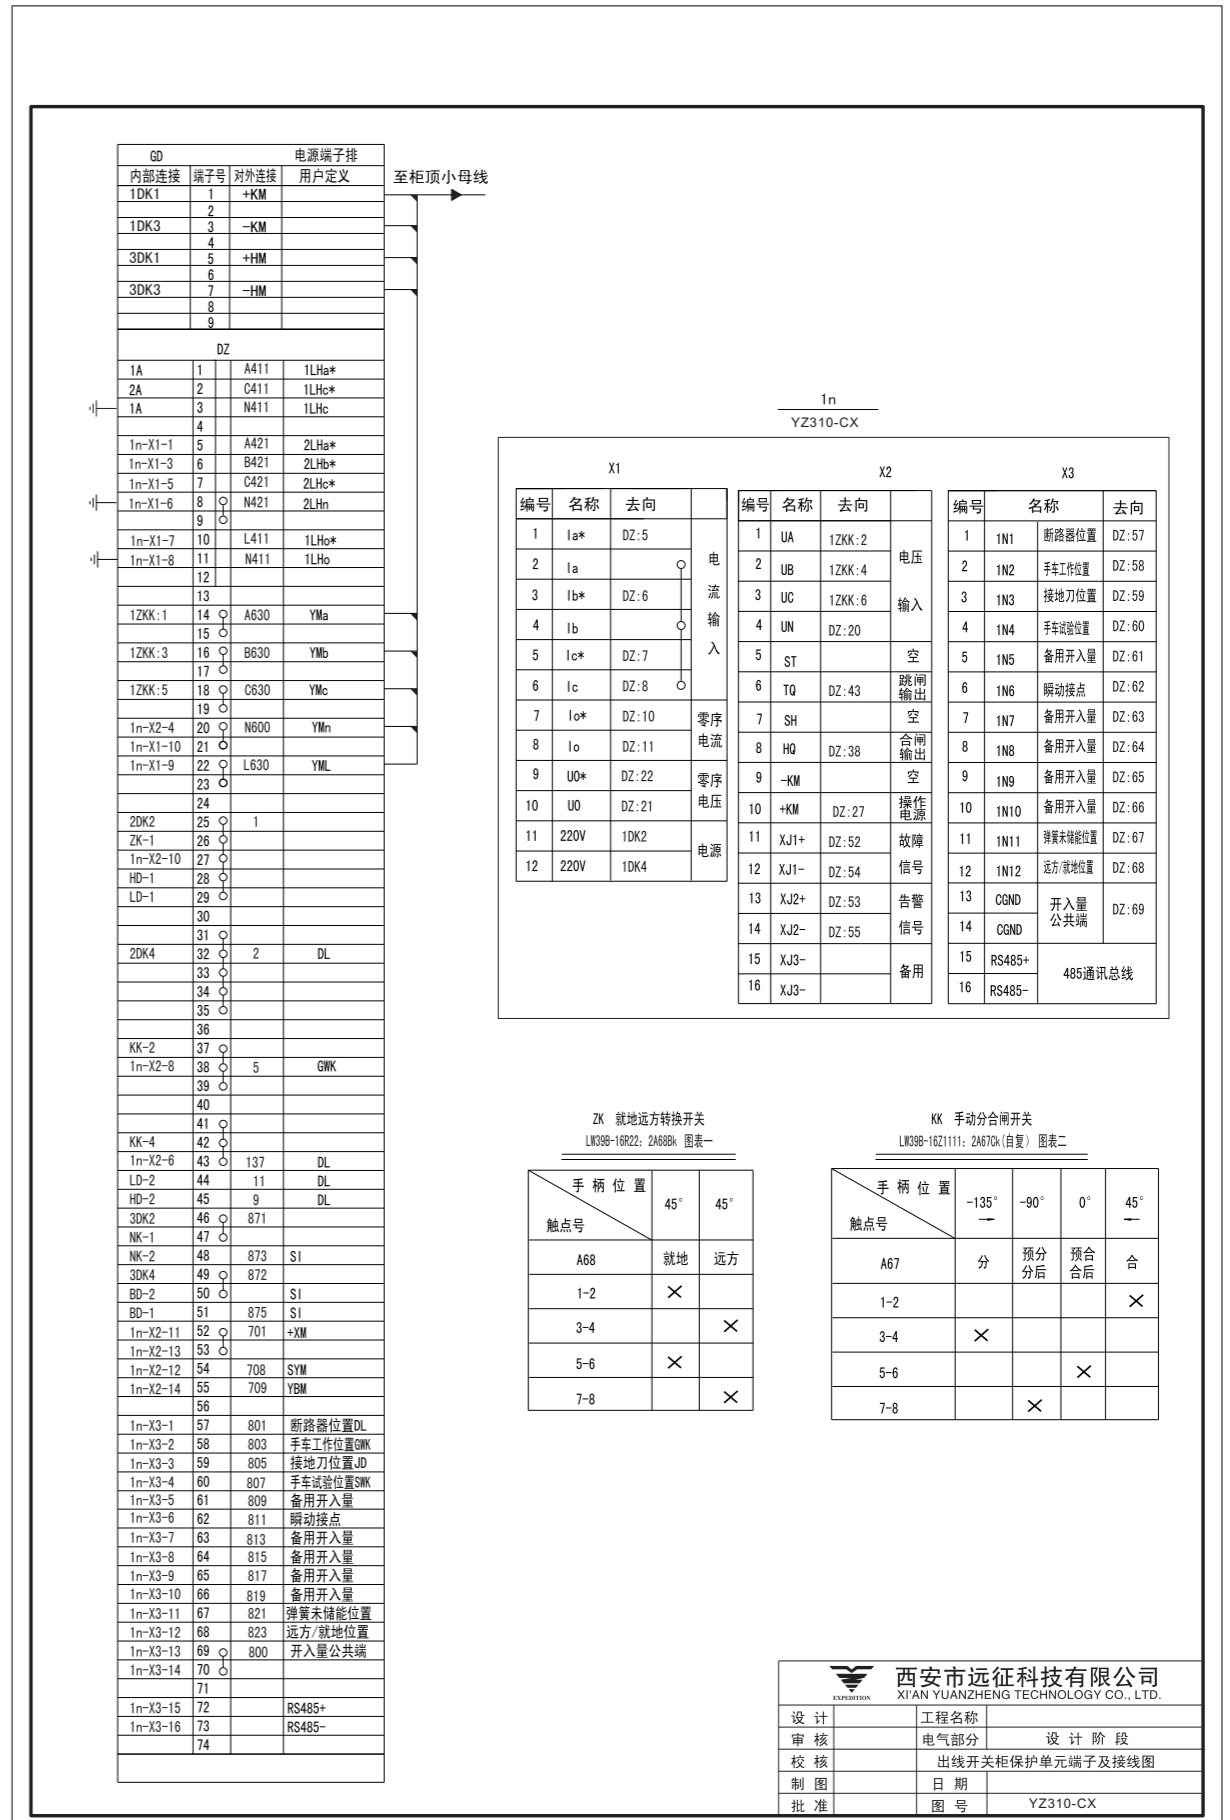 GD 电源端子排
内部连接 端子号 对外连接 用户定义
至柜顶小母线
1DK1 1 +KM
2
1DK3 3 -KM
4
3DK1 5 +HM
6
3DK3 7 -HM
8
9
DZ
1A 1 A411 1LHa*
2A 2 C411 1LHc*
1A 3 N411 1LHc
4
1n-X1-1 5 A421 2LHa*
1n-X1-3 6 B421 2LHb*
1n-X1-5 7 C421 2LHc*
1n-X1-6 8 N421 2LHn
9
1n-X1-7 10 L411 1LHo*
1n-X1-8 11 N411 1LHo
12
13
1ZKK:1 14 A630 YMa
15
1ZKK:3 16 B630 YMb
17
1ZKK:5 18 C630 YMc
19
1n-X2-4 20 N600 YMn
1n-X1-10 21
1n-X1-9 22 L630 YML
23
24
2DK2 25 1
ZK-1 26
1n-X2-10 27
HD-1 28
LD-1 29
30
31
2DK4 32 2 DL
33
34
35
36
KK-2 37
1n-X2-8 38 5 GWK
39
40
41
KK-4 42
1n-X2-6 43 137 DL
LD-2 44 11 DL
HD-2 45 9 DL
3DK2 46 871
NK-1 47
NK-2 48 873 SI
3DK4 49 872
BD-2 50 SI
BD-1 51 875 SI
1n-X2-11 52 701 +XM
1n-X2-13 53
1n-X2-12 54 708 SYM
1n-X2-14 55 709 YBM
56
1n-X3-1 57 801 断路器位置DL
1n-X3-2 58 803 手车工作位置GWK
1n-X3-3 59 805 接地刀位置JD
1n-X3-4 60 807 手车试验位置SWK
1n-X3-5 61 809 备用开入量
1n-X3-6 62 811 瞬动接点
1n-X3-7 63 813 备用开入量
1n-X3-8 64 815 备用开入量
1n-X3-9 65 817 备用开入量
1n-X3-10 66 819 备用开入量
1n-X3-11 67 821 弹簧未储能位置
1n-X3-12 68 823 远方/就地位置
1n-X3-13 69 800 开入量公共端
1n-X3-14 70
71
1n-X3-15 72 RS485+
1n-X3-16 73 RS485-
74
1n
YZ310-CX
X1
编号 名称 去向
1 Ia* DZ:5
2 Ia
3 Ib* DZ:6
4 Ib
5 Ic* DZ:7
6 Ic DZ:8
电流输入
7 Io* DZ:10
8 Io DZ:11
零序
电流
9 U0* DZ:22
10 U0 DZ:21
零序
电压
11 220V 1DK2
12 220V 1DK4
电源
X2
编号 名称 去向
1 UA 1ZKK:2
2 UB 1ZKK:4
3 UC 1ZKK:6
4 UN DZ:20
电压
输入
5 ST 空
6 TQ DZ:43 跳闸
输出
7 SH 空
8 HQ DZ:38 合闸
输出
9 -KM 空
10 +KM DZ:27 操作
电源
11 XJ1+ DZ:52
12 XJ1- DZ:54
故障
信号
13 XJ2+ DZ:53
14 XJ2- DZ:55
告警
信号
15 XJ3-
16 XJ3-
备用
X3
编号 名称 去向
1 1N1 断路器位置 DZ:57
2 1N2 手车工作位置 DZ:58
3 1N3 接地刀位置 DZ:59
4 1N4 手车试验位置 DZ:60
5 1N5 备用开入量 DZ:61
6 1N6 瞬动接点 DZ:62
7 1N7 备用开入量 DZ:63
8 1N8 备用开入量 DZ:64
9 1N9 备用开入量 DZ:65
10 1N10 备用开入量 DZ:66
11 1N11 弹簧未储能位置 DZ:67
12 1N12 远方/就地位置 DZ:68
13 CGND
14 CGND
开入量
公共端
DZ:69
15 RS485+
16 RS485-
485通讯总线
ZK 就地远方转换开关
LW39B-16R22; 2A68Bk 图表一
手柄位置 45° 45°
触点号
A68 就地 远方
1-2 ×
3-4 ×
5-6 ×
7-8 ×
KK 手动分合闸开关
LW39B-16Z1111; 2A67Ck(自复) 图表二
手柄位置 -135° -90° 0° 45°
触点号
A67 分 预分
分后 预合
合后 合
1-2 ×
3-4 ×
5-6 ×
7-8 ×
EXPEDITION
西安市远征科技有限公司
XI'AN YUANZHENG TECHNOLOGY CO., LTD.
设计 工程名称
审核 电气部分 设计阶段
校核 出线开关柜保护单元端子及接线图
制图 日期
批准 图号 YZ310-CX